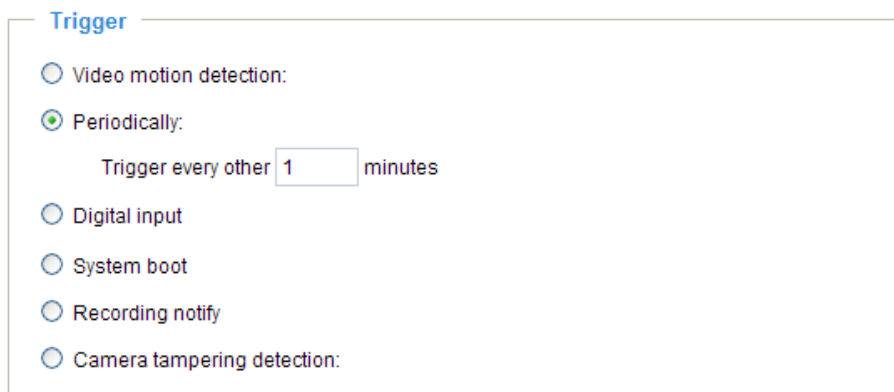 Trigger
Video motion detection:
Periodically:
Trigger every other 1 minutes
Digital input
System boot
Recording notify
Camera tampering detection: